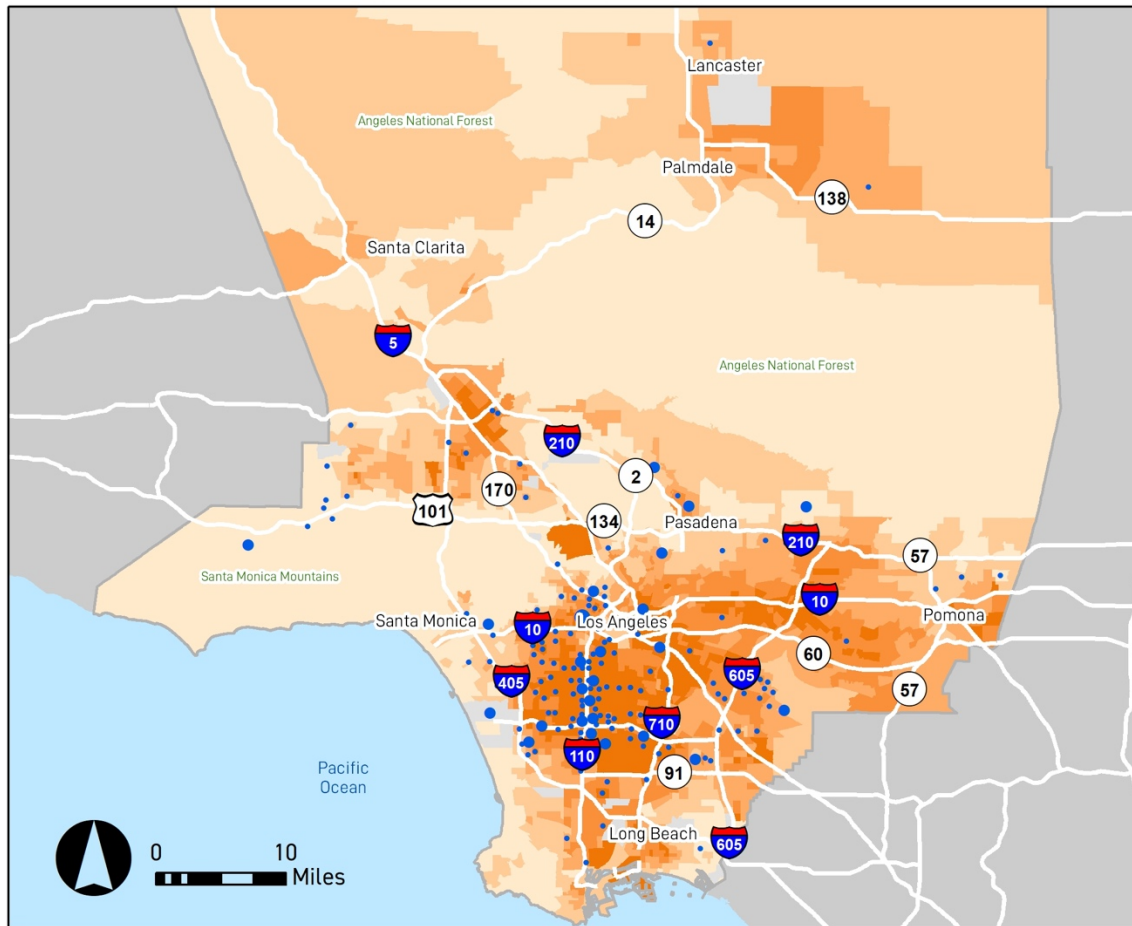 Lancaster
Angeles National Forest
Palmdale
138
14
Santa Clarita
5
Angeles National Forest
210
2
170
101
134
Pasadena
210
57
Santa Monica Mountains
10
Santa Monica
10
Los Angeles
Pomona
60
405
605
57
710
110
91
Pacific
Ocean
Long Beach
605
0
10
Miles